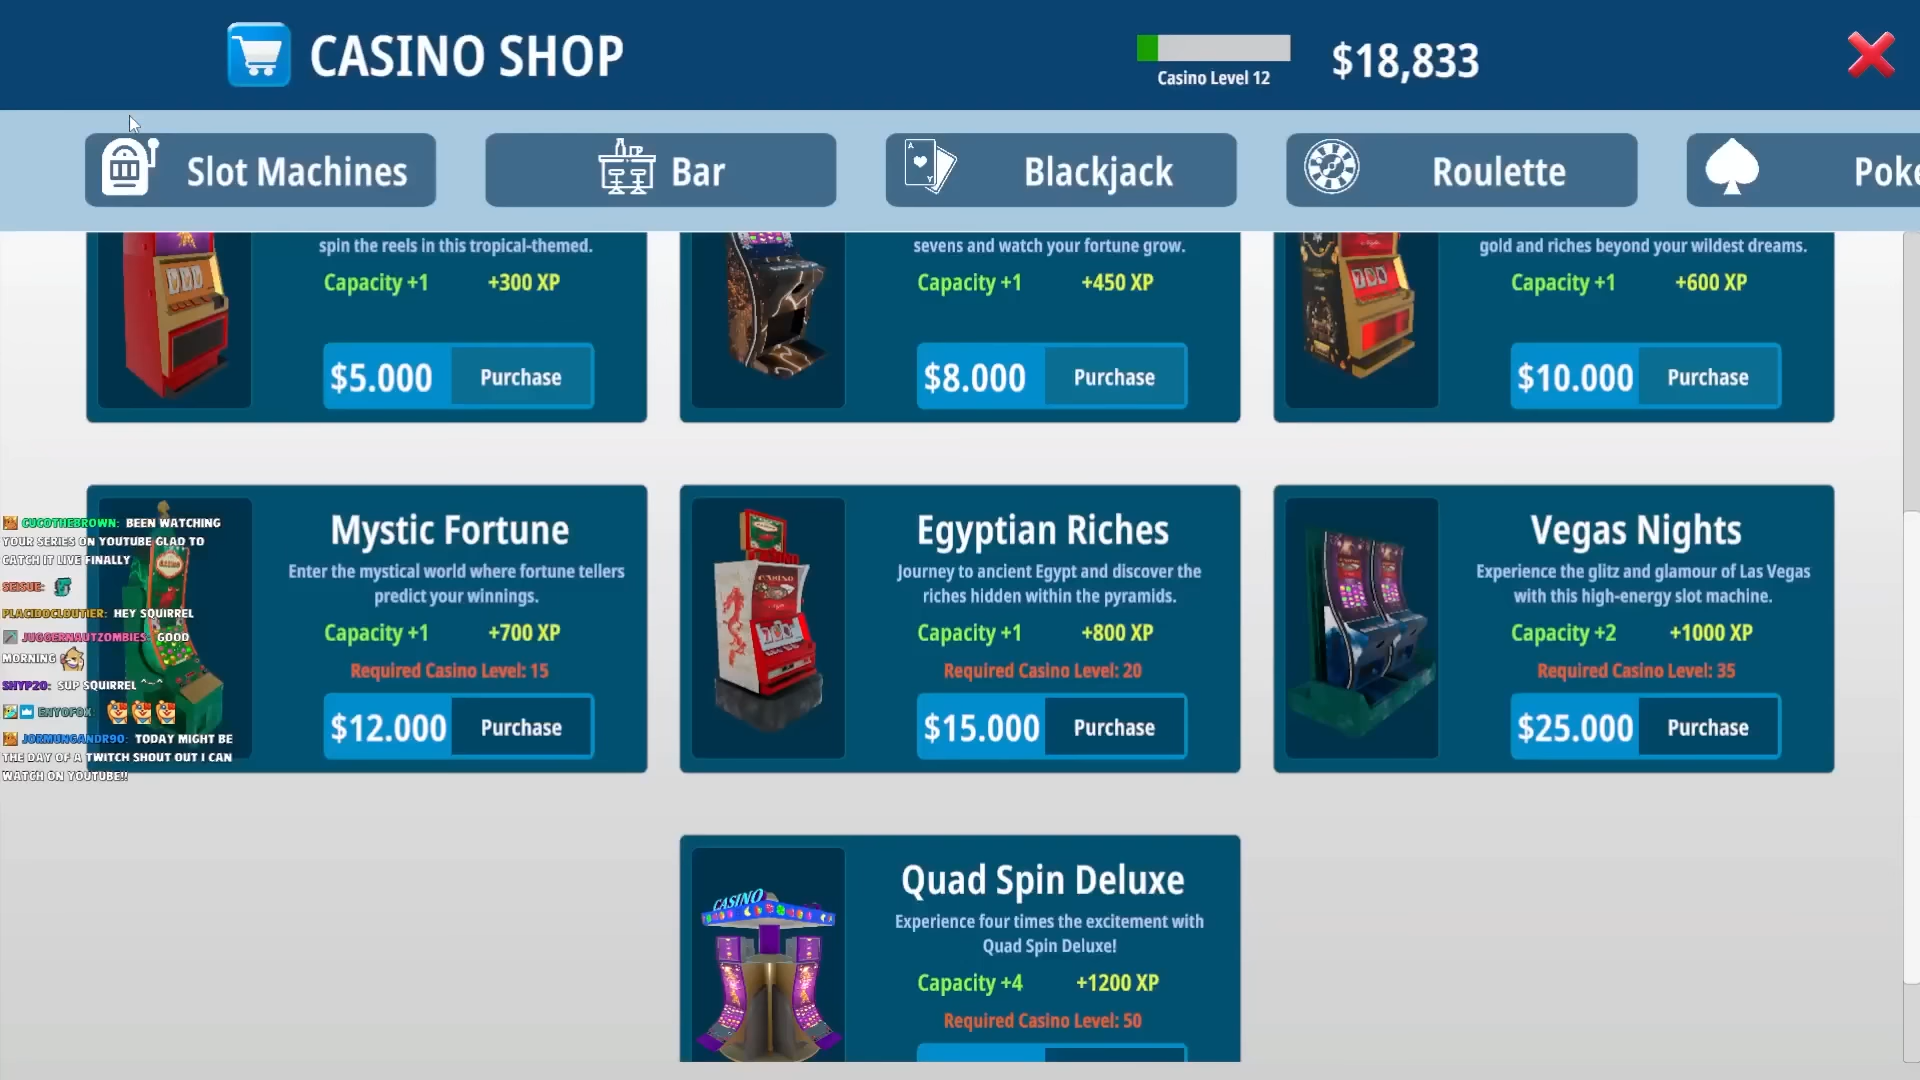 CASINO SHOP
Casino Level 12
$18,833
Slot Machines
Bar
Blackjack
Roulette
Poke
spin the reels in this tropical-themed.
Capacity +1 +300 XP
$5.000 Purchase
sevens and watch your fortune grow.
Capacity +1 +450 XP
$8.000 Purchase
gold and riches beyond your wildest dreams.
Capacity +1 +600 XP
$10.000 Purchase
Mystic Fortune
Enter the mystical world where fortune tellers
predict your winnings.
Capacity +1 +700 XP
Required Casino Level: 15
$12.000 Purchase
Egyptian Riches
Journey to ancient Egypt and discover the
riches hidden within the pyramids.
Capacity +1 +800 XP
Required Casino Level: 20
$15.000 Purchase
Vegas Nights
Experience the glitz and glamour of Las Vegas
with this high-energy slot machine.
Capacity +2 +1000 XP
Required Casino Level: 35
$25.000 Purchase
Quad Spin Deluxe
Experience four times the excitement with
Quad Spin Deluxe!
Capacity +4 +1200 XP
Required Casino Level: 50
CASINO
CUCOTHEBROWN: BEEN WATCHING
YOUR SERIES ON YOUTUBE GLAD TO
CATCH IT LIVE FINALLY
SEISUE:
PLACIDOCLOUTIER: HEY SQUIRREL
JUGGERNAUTZOMBIES: GOOD
MORNING
SHYP20: SUP SQUIRREL ^~^
ENYOFOX:
JORMUNGANDR90: TODAY MIGHT BE
THE DAY OF A TWITCH SHOUT OUT I CAN
WATCH ON YOUTUBE!!